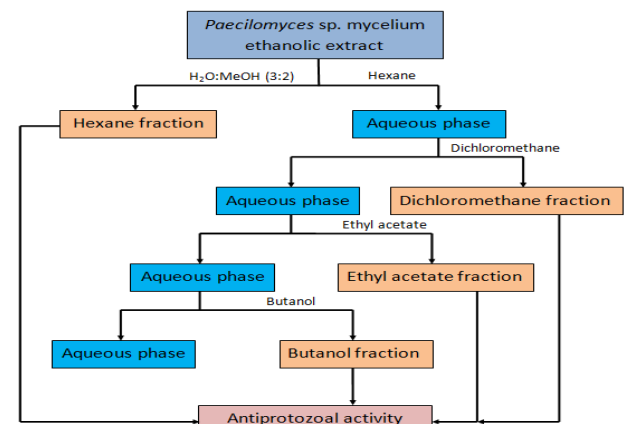 Paecilomyces sp. mycelium
ethanolic extract
H₂O:MeOH (3:2)
Hexane
Hexane fraction
Aqueous phase
Dichloromethane
Aqueous phase
Dichloromethane fraction
Ethyl acetate
Aqueous phase
Ethyl acetate fraction
Butanol
Aqueous phase
Butanol fraction
Antiprotozoal activity